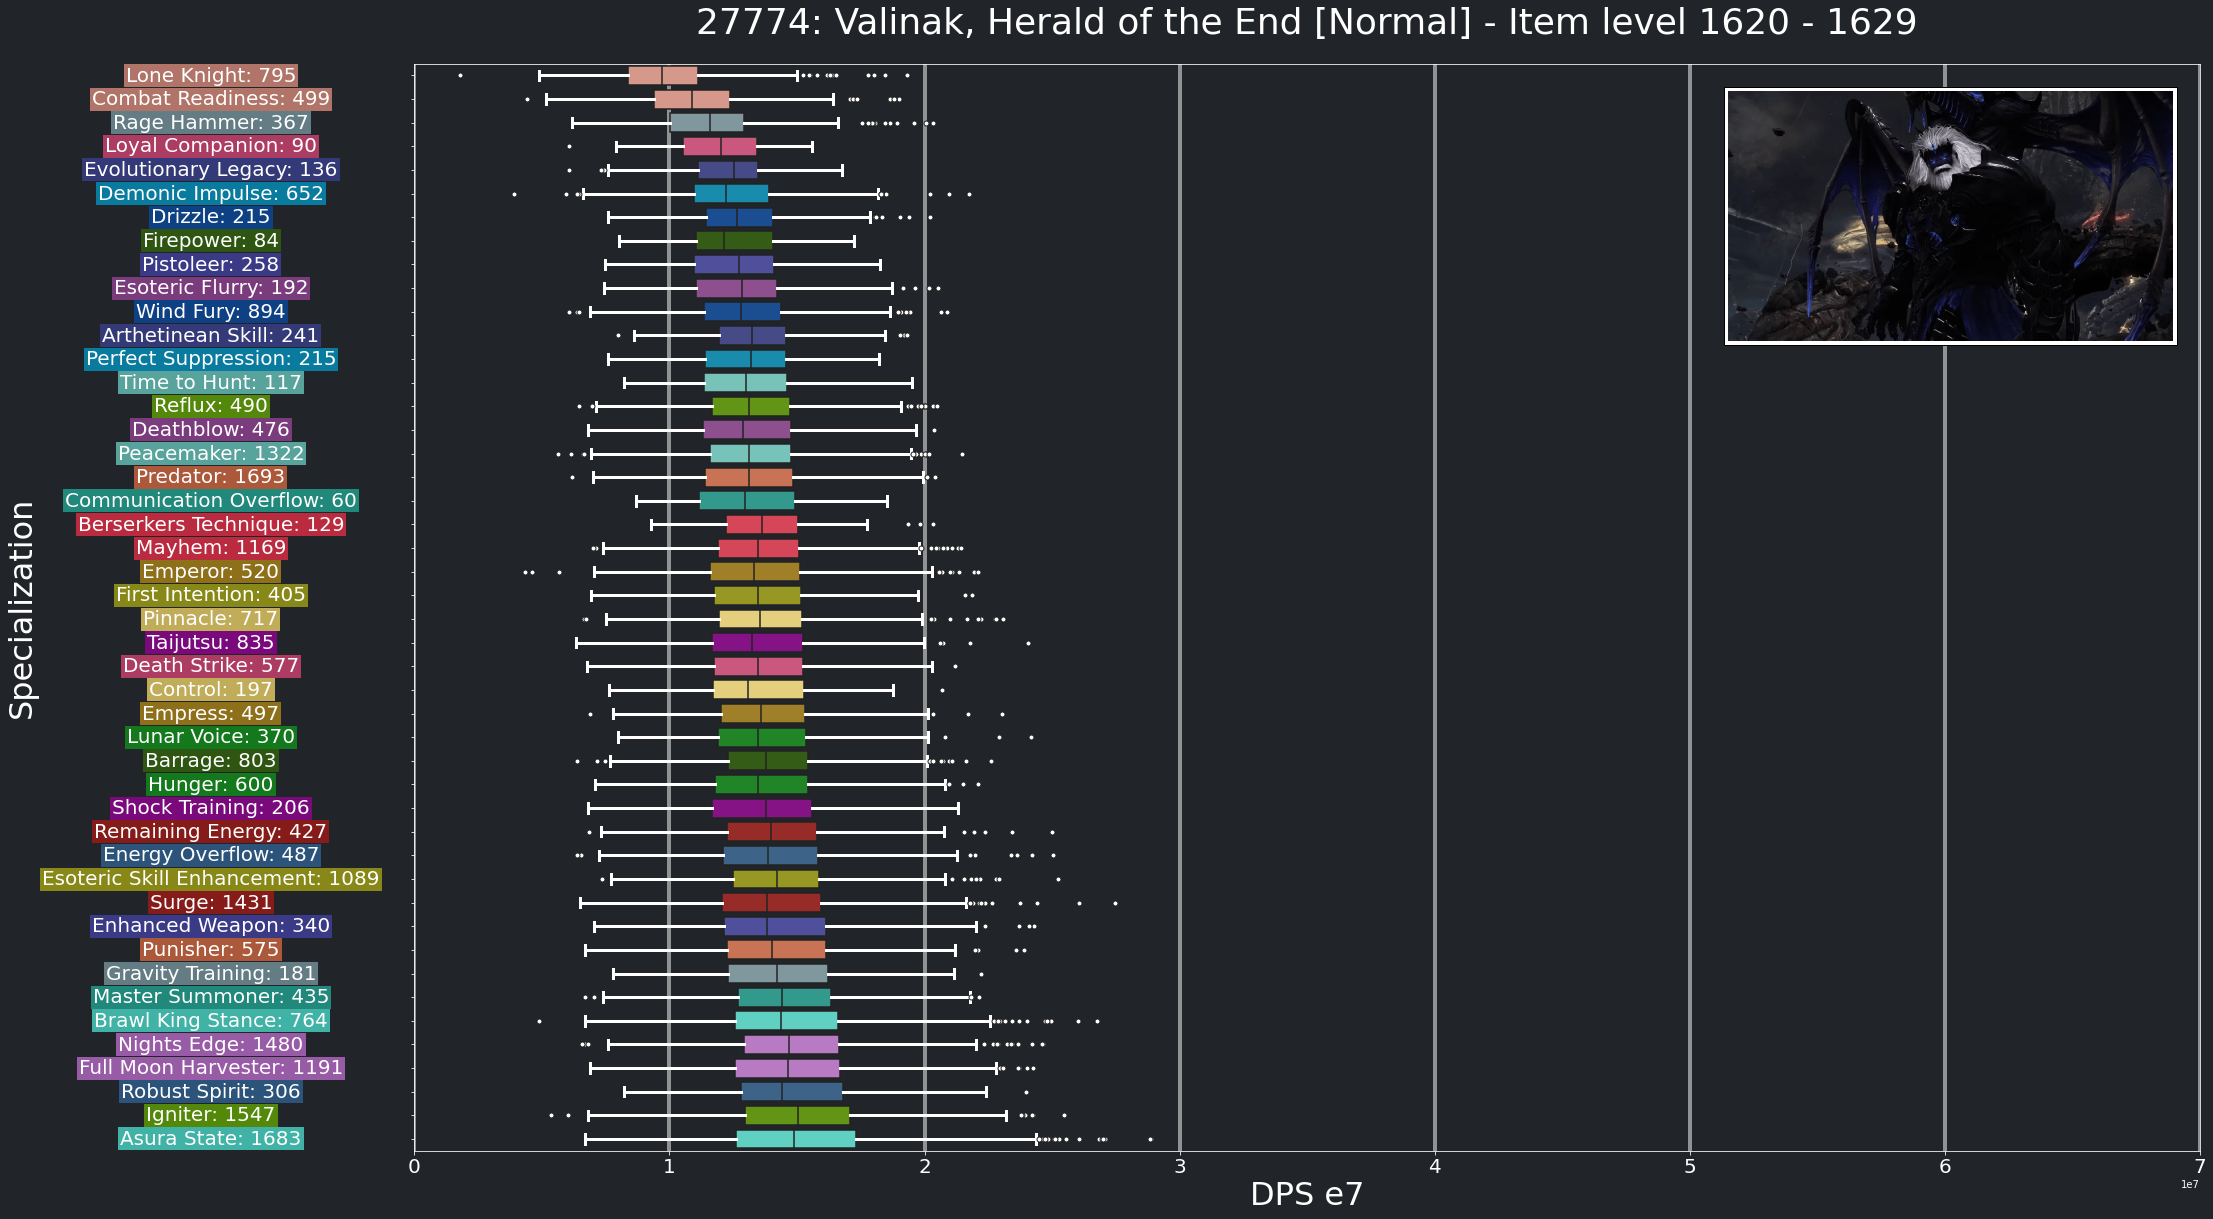 27774: Valinak, Herald of the End [Normal] - Item level 1620 - 1629
Specialization
Lone Knight: 795
Combat Readiness: 499
Rage Hammer: 367
Loyal Companion: 90
Evolutionary Legacy: 136
Demonic Impulse: 652
Drizzle: 215
Firepower: 84
Pistoleer: 258
Esoteric Flurry: 192
Wind Fury: 894
Arthetinean Skill: 241
Perfect Suppression: 215
Time to Hunt: 117
Reflux: 490
Deathblow: 476
Peacemaker: 1322
Predator: 1693
Communication Overflow: 60
Berserkers Technique: 129
Mayhem: 1169
Emperor: 520
First Intention: 405
Pinnacle: 717
Taijutsu: 835
Death Strike: 577
Control: 197
Empress: 497
Lunar Voice: 370
Barrage: 803
Hunger: 600
Shock Training: 206
Remaining Energy: 427
Energy Overflow: 487
Esoteric Skill Enhancement: 1089
Surge: 1431
Enhanced Weapon: 340
Punisher: 575
Gravity Training: 181
Master Summoner: 435
Brawl King Stance: 764
Nights Edge: 1480
Full Moon Harvester: 1191
Robust Spirit: 306
Igniter: 1547
Asura State: 1683
0 1 2 3 4 5 6 7
1e7
DPS e7